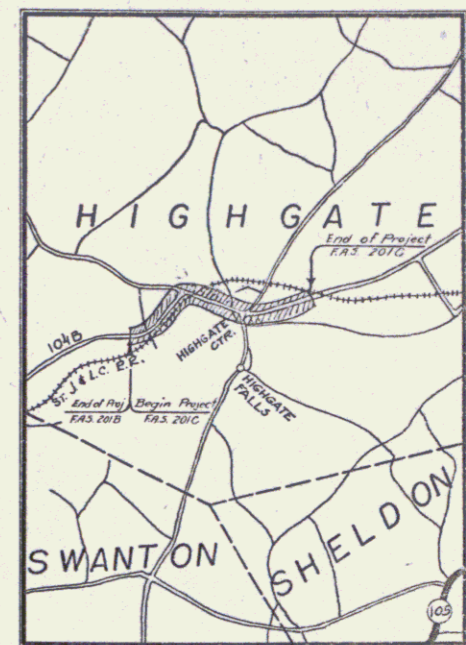 HIGHGATE
End of Project
F.A.S. 201C
104B
HIGHGATE
CTR.
St. J. & L.C. R.R.
HIGHGATE
FALLS
End of Proj.
F.A.S. 201B
Begin Project
F.A.S. 201C
SWANTON
SHELDON
105